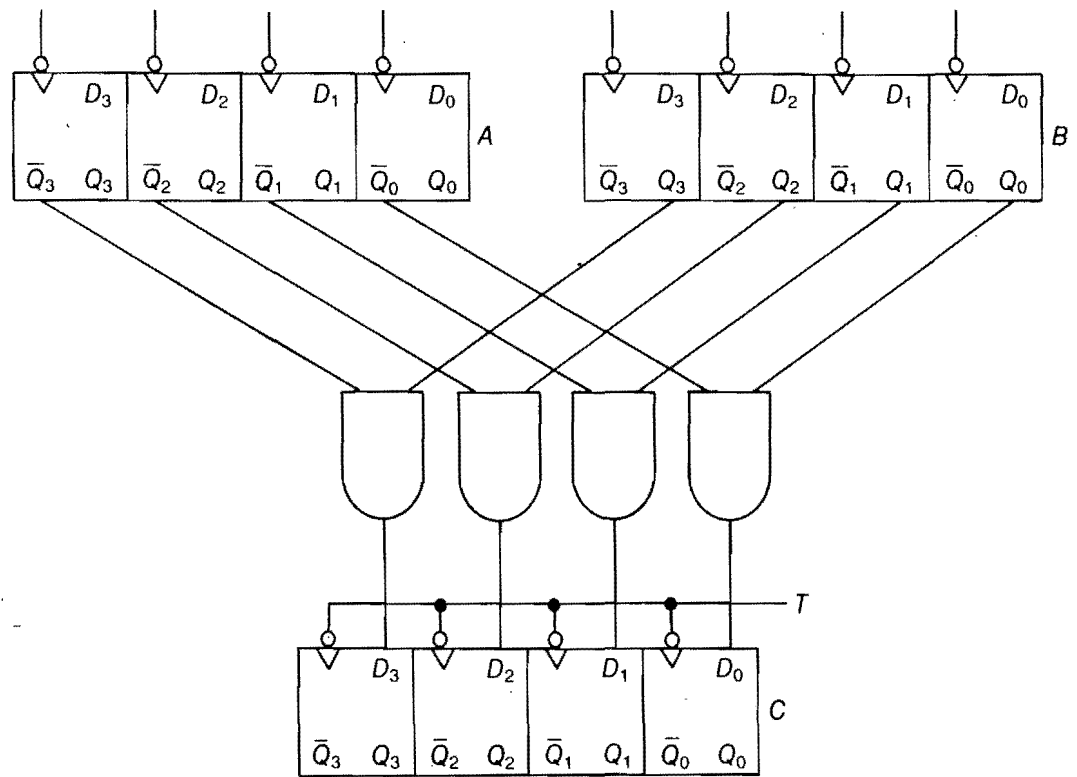 D₃ D₂ D₁ D₀ D₃ D₂ D₁ D₀
A B
Q̅₃ Q₃ Q̅₂ Q₂ Q̅₁ Q₁ Q̅₀ Q₀ Q̅₃ Q₃ Q̅₂ Q₂ Q̅₁ Q₁ Q̅₀ Q₀
T
D₃ D₂ D₁ D₀
C
Q̅₃ Q₃ Q̅₂ Q₂ Q̅₁ Q₁ Q̅₀ Q₀